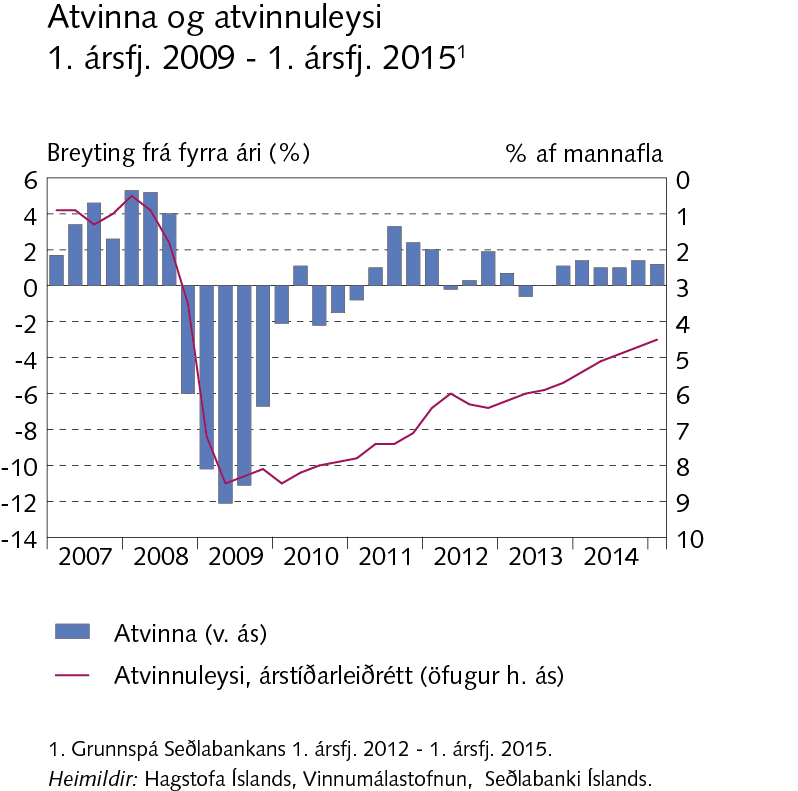 Atvinna og atvinnuleysi
1. ársfj. 2009 - 1. ársfj. 2015¹
Breyting frá fyrra ári (%)
% af mannafla
6
4
2
0
-2
-4
-6
-8
-10
-12
-14
0
1
2
3
4
5
6
7
8
9
10
2007 2008 2009 2010 2011 2012 2013 2014
Atvinna (v. ás)
Atvinnuleysi, árstíðarleiðrétt (öfugur h. ás)
1. Grunnspá Seðlabankans 1. ársfj. 2012 - 1. ársfj. 2015.
Heimildir: Hagstofa Íslands, Vinnumálastofnun, Seðlabanki Íslands.